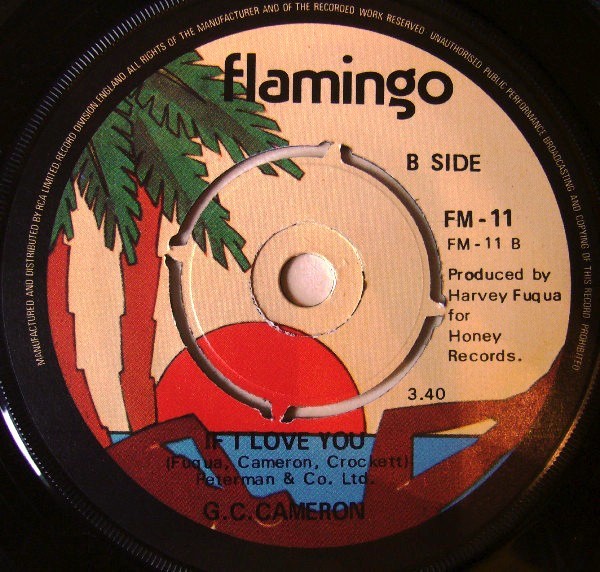 MANUFACTURED AND DISTRIBUTED BY RCA LIMITED, RECORD DIVISION, ENGLAND. ALL RIGHTS OF THE MANUFACTURER AND OF THE RECORDED WORK RESERVED UNAUTHORISED PUBLIC PERFORMANCE BROADCASTING AND COPYING OF THIS RECORD PROHIBITED
flamingo
B SIDE
FM-11
FM-11 B
Produced by
Harvey Fuqua
for
Honey
Records.
3.40
IF I LOVE YOU
(Fuqua, Cameron, Crockett)
Peterman & Co. Ltd.
G.C.CAMERON